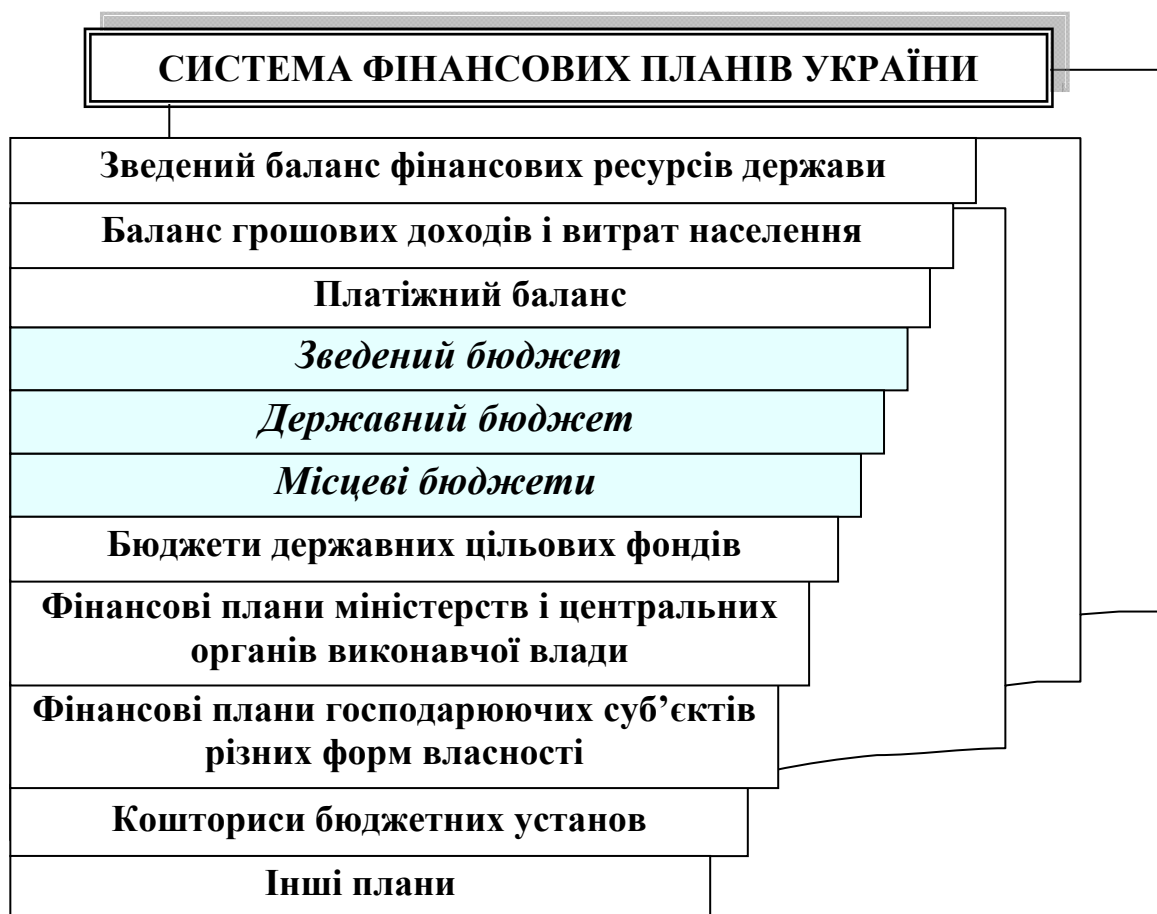 СИСТЕМА ФІНАНСОВИХ ПЛАНІВ УКРАЇНИ
Зведений баланс фінансових ресурсів держави
Баланс грошових доходів і витрат населення
Платіжний баланс
Зведений бюджет
Державний бюджет
Місцеві бюджети
Бюджети державних цільових фондів
Фінансові плани міністерств і центральних
органів виконавчої влади
Фінансові плани господарюючих суб’єктів
різних форм власності
Кошториси бюджетних установ
Інші плани